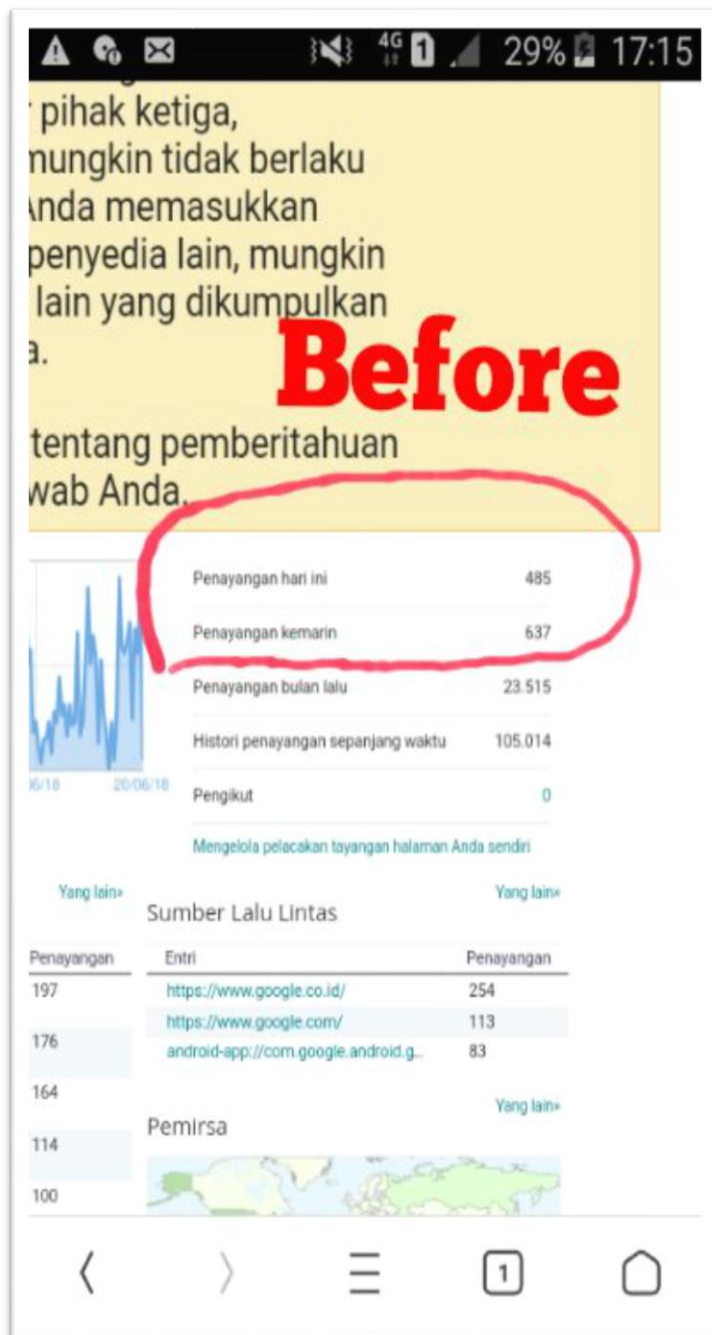 4G 1 29% 17:15
pihak ketiga,
mungkin tidak berlaku
Anda memasukkan
penyedia lain, mungkin
lain yang dikumpulkan
a.
Before
tentang pemberitahuan
wab Anda.
Penayangan hari ini 485
Penayangan kemarin 637
Penayangan bulan lalu 23.515
Histori penayangan sepanjang waktu 105.014
Pengikut 0
Mengelola pelacakan tayangan halaman Anda sendiri
06/18 20/06/18
Yang lain»
Yang lain»
Sumber Lalu Lintas
Penayangan
Entri Penayangan
197
https://www.google.co.id/ 254
https://www.google.com/ 113
176
android-app://com.google.android.g... 83
164
Yang lain»
Pemirsa
114
100
1